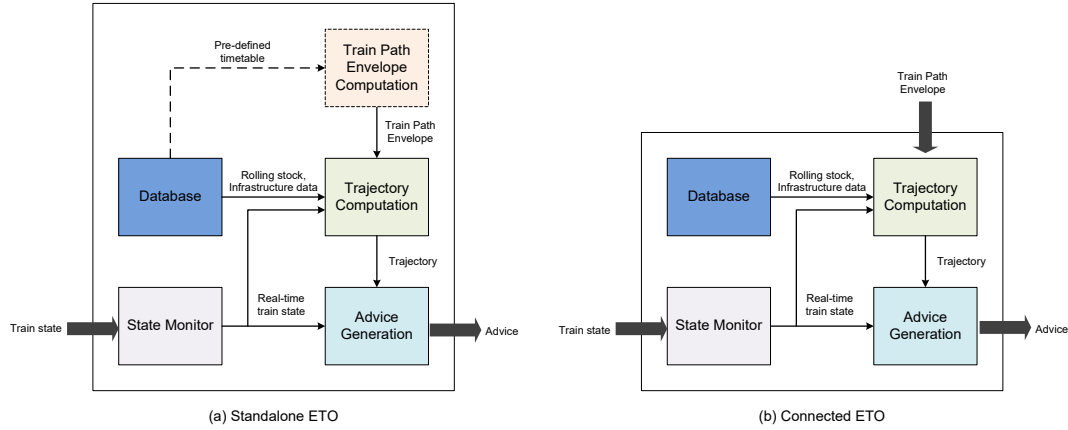 Pre-defined
timetable
Train Path
Envelope
Computation
Train Path
Envelope
Database
Rolling stock,
Infrastructure data
Trajectory
Computation
Trajectory
Train state
State Monitor
Real-time
train state
Advice
Generation
Advice
(a) Standalone ETO
Train Path
Envelope
Database
Rolling stock,
Infrastructure data
Trajectory
Computation
Trajectory
Train state
State Monitor
Real-time
train state
Advice
Generation
Advice
(b) Connected ETO